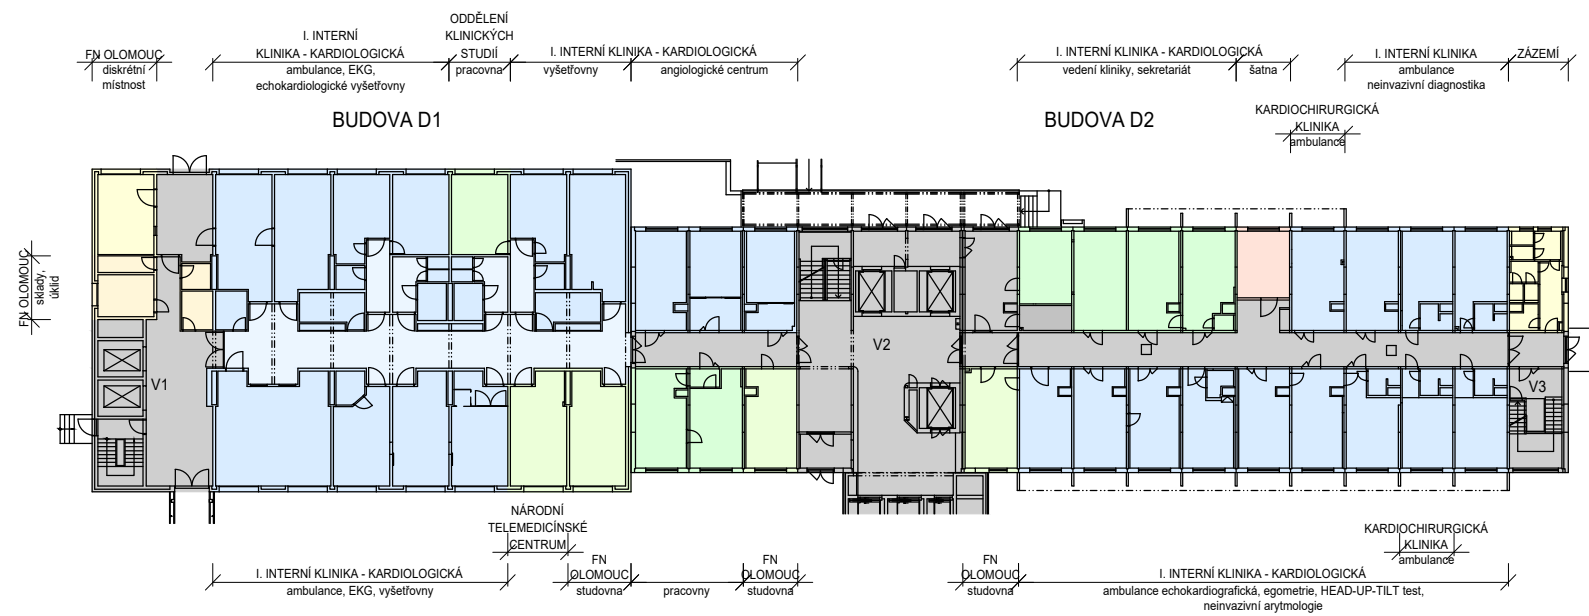 FN OLOMOUC
diskrétní
místnost
I. INTERNÍ
KLINIKA - KARDIOLOGICKÁ
ambulance, EKG,
echokardiologické vyšetřovny
ODDĚLENÍ
KLINICKÝCH
STUDIÍ
pracovna
I. INTERNÍ KLINIKA - KARDIOLOGICKÁ
vyšetřovny
angiologické centrum
I. INTERNÍ KLINIKA - KARDIOLOGICKÁ
vedení kliniky, sekretariát
šatna
I. INTERNÍ KLINIKA
ambulance
neinvazivní diagnostika
ZÁZEMÍ
KARDIOCHIRURGICKÁ
KLINIKA
ambulance
BUDOVA D1
BUDOVA D2
FN OLOMOUC
sklady,
úklid
V1
V2
V3
NÁRODNÍ
TELEMEDICÍNSKÉ
CENTRUM
I. INTERNÍ KLINIKA - KARDIOLOGICKÁ
ambulance, EKG, vyšetřovny
FN
OLOMOUC
studovna
pracovny
FN
OLOMOUC
studovna
FN
OLOMOUC
studovna
I. INTERNÍ KLINIKA - KARDIOLOGICKÁ
ambulance echokardiografická, egometrie, HEAD-UP-TILT test,
neinvazivní arytmologie
KARDIOCHIRURGICKÁ
KLINIKA
ambulance